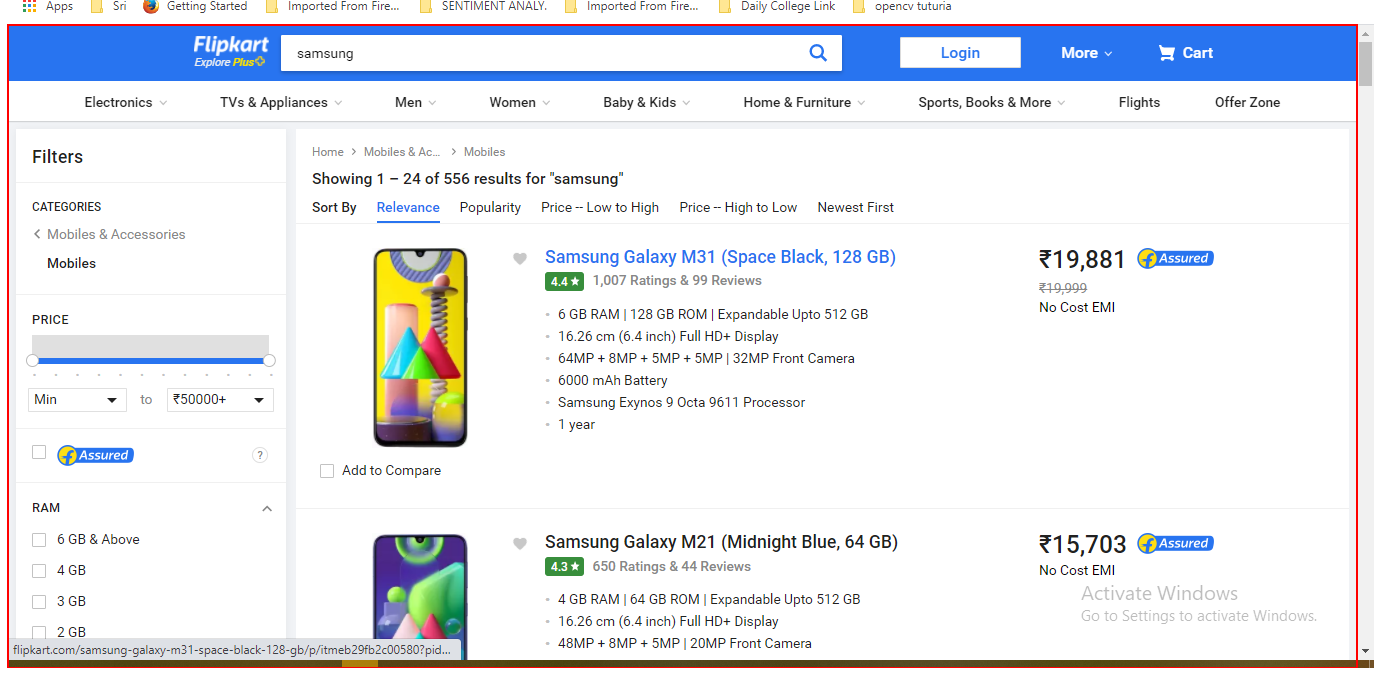 Apps Sri Getting Started Imported From Fire... SENTIMENT ANALY. Imported From Fire... Daily College Link opencv tuturia
Flipkart
Explore Plus
samsung
Login More Cart
Electronics TVs & Appliances Men Women Baby & Kids Home & Furniture Sports, Books & More Flights Offer Zone
Filters
CATEGORIES
Mobiles & Accessories
Mobiles
PRICE
Min to ₹50000+
Assured ?
RAM
6 GB & Above
4 GB
3 GB
2 GB
Home > Mobiles & Ac... > Mobiles
Showing 1 – 24 of 556 results for "samsung"
Sort By Relevance Popularity Price -- Low to High Price -- High to Low Newest First
Samsung Galaxy M31 (Space Black, 128 GB)
4.4★ 1,007 Ratings & 99 Reviews
6 GB RAM | 128 GB ROM | Expandable Upto 512 GB
16.26 cm (6.4 inch) Full HD+ Display
64MP + 8MP + 5MP + 5MP | 32MP Front Camera
6000 mAh Battery
Samsung Exynos 9 Octa 9611 Processor
1 year
₹19,881 Assured
₹19,999
No Cost EMI
Add to Compare
Samsung Galaxy M21 (Midnight Blue, 64 GB)
4.3★ 650 Ratings & 44 Reviews
4 GB RAM | 64 GB ROM | Expandable Upto 512 GB
16.26 cm (6.4 inch) Full HD+ Display
48MP + 8MP + 5MP | 20MP Front Camera
₹15,703 Assured
No Cost EMI
Activate Windows
Go to Settings to activate Windows.
flipkart.com/samsung-galaxy-m31-space-black-128-gb/p/itmeb29fb2c00580?pid...